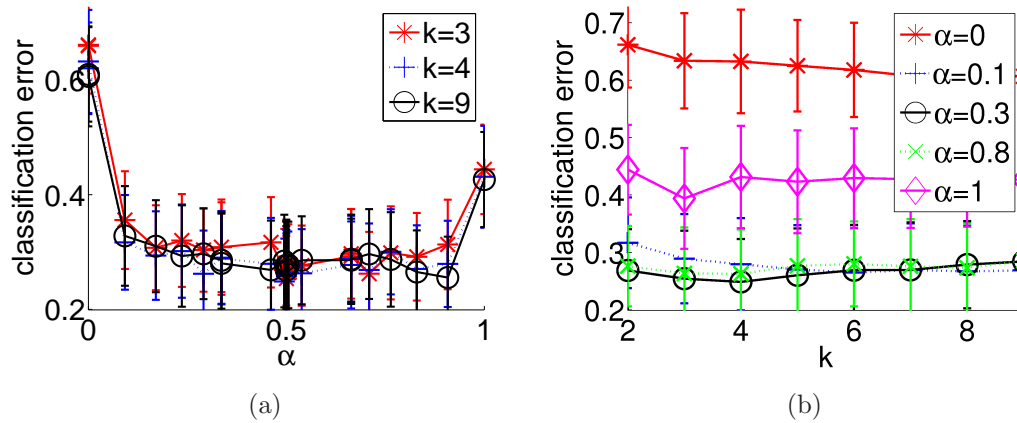 classification error
0.6
0.4
0.2
0
0.5
1
α
k=3
k=4
k=9
(a)
classification error
0.7
0.6
0.5
0.4
0.3
0.2
2
4
6
8
k
α=0
α=0.1
α=0.3
α=0.8
α=1
(b)